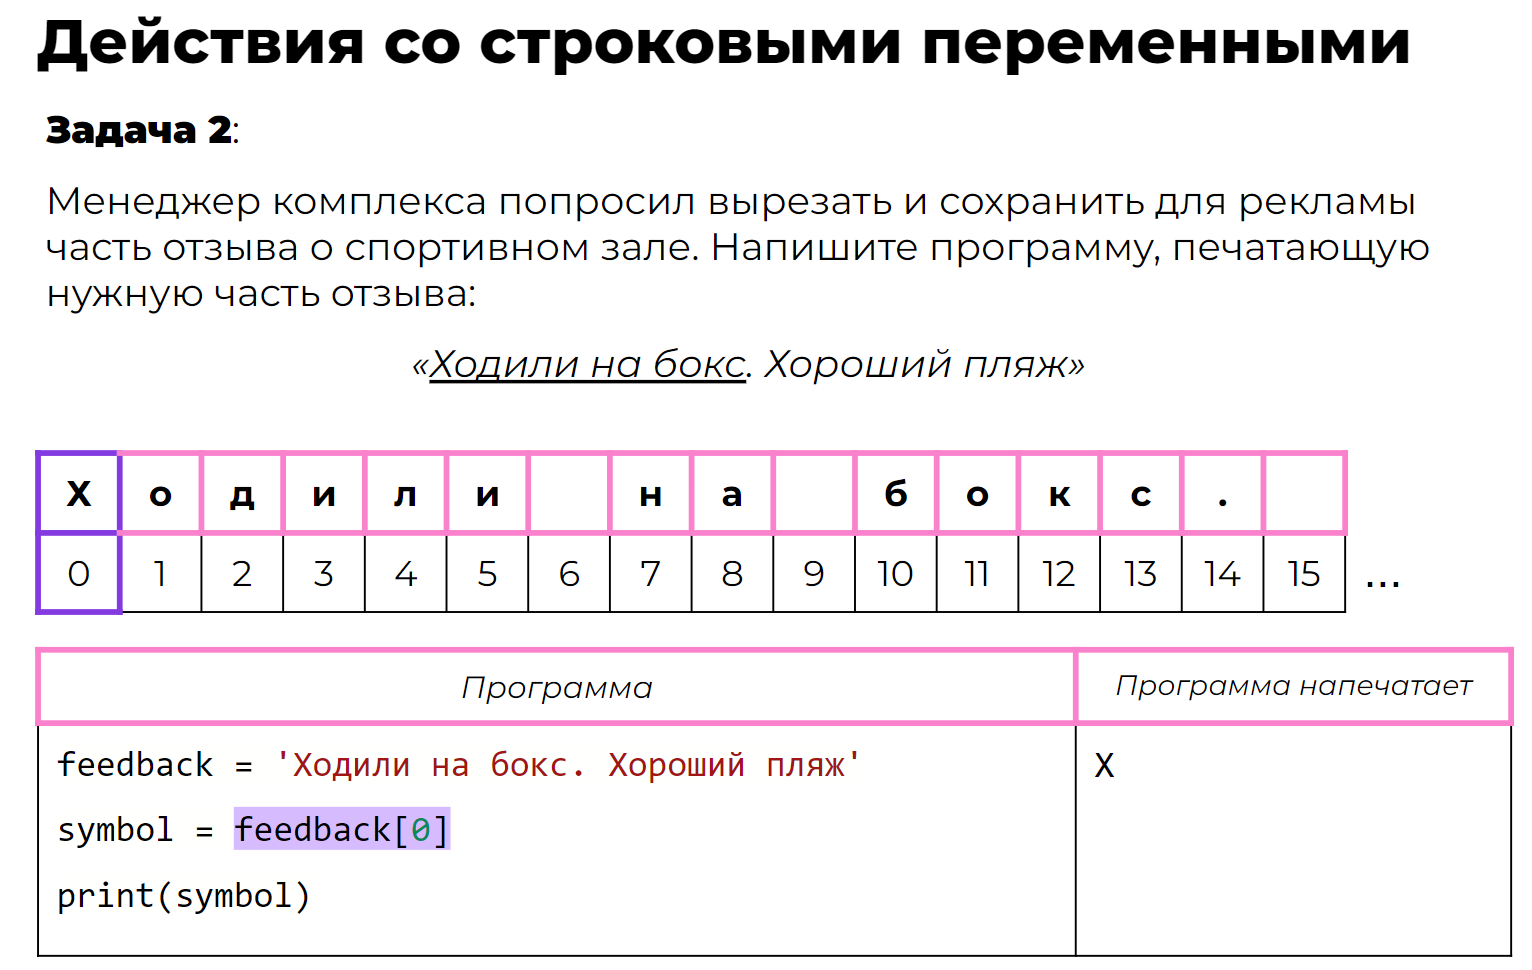 Действия со строковыми переменными
Задача 2:
Менеджер комплекса попросил вырезать и сохранить для рекламы
часть отзыва о спортивном зале. Напишите программу, печатающую
нужную часть отзыва:
«Ходили на бокс. Хороший пляж»
Х о д и л и н а б о к с .
0 1 2 3 4 5 6 7 8 9 10 11 12 13 14 15 ...
Программа Программа напечатает
feedback = 'Ходили на бокс. Хороший пляж' Х
symbol = feedback[0]
print(symbol)